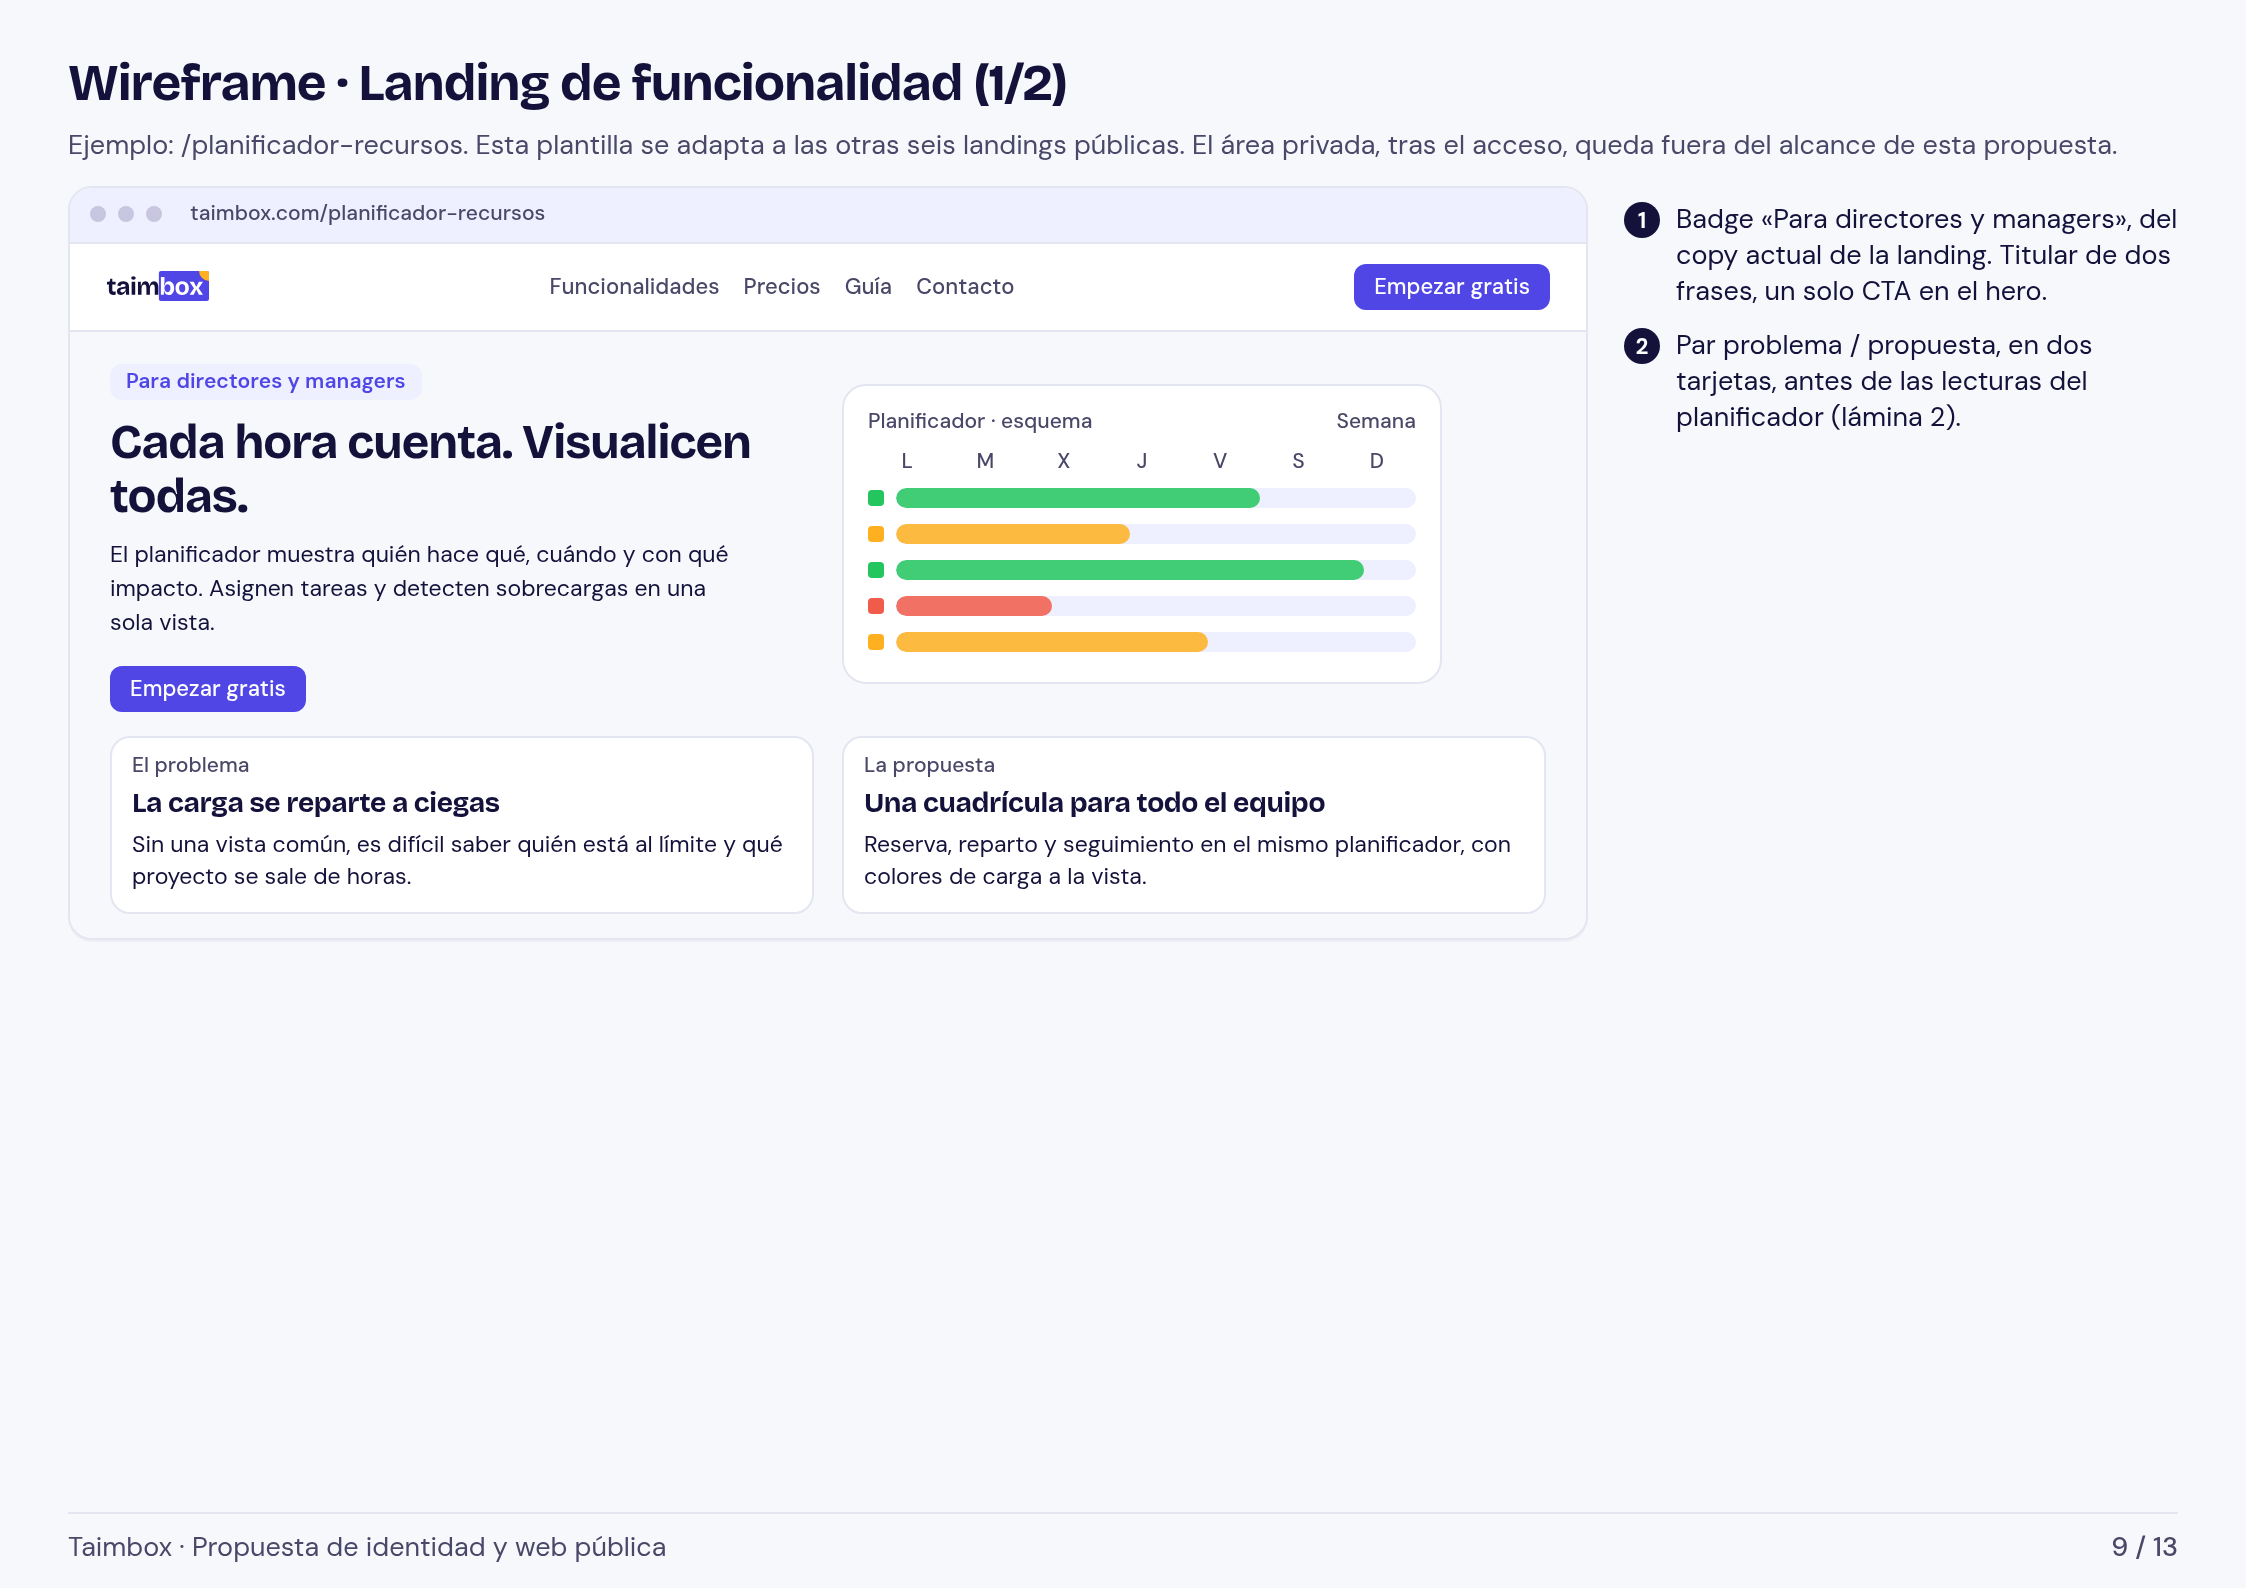 Wireframe · Landing de funcionalidad (1/2)
Ejemplo: /planificador-recursos. Esta plantilla se adapta a las otras seis landings públicas. El área privada, tras el acceso, queda fuera del alcance de esta propuesta.
taimbox.com/planificador-recursos
taimbox
Funcionalidades Precios Guía Contacto
Empezar gratis
Para directores y managers
Cada hora cuenta. Visualicen
todas.
El planificador muestra quién hace qué, cuándo y con qué
impacto. Asignen tareas y detecten sobrecargas en una
sola vista.
Empezar gratis
Planificador · esquema Semana
L M X J V S D
El problema
La carga se reparte a ciegas
Sin una vista común, es difícil saber quién está al límite y qué
proyecto se sale de horas.
La propuesta
Una cuadrícula para todo el equipo
Reserva, reparto y seguimiento en el mismo planificador, con
colores de carga a la vista.
1 Badge «Para directores y managers», del
copy actual de la landing. Titular de dos
frases, un solo CTA en el hero.
2 Par problema / propuesta, en dos
tarjetas, antes de las lecturas del
planificador (lámina 2).
Taimbox · Propuesta de identidad y web pública
9 / 13